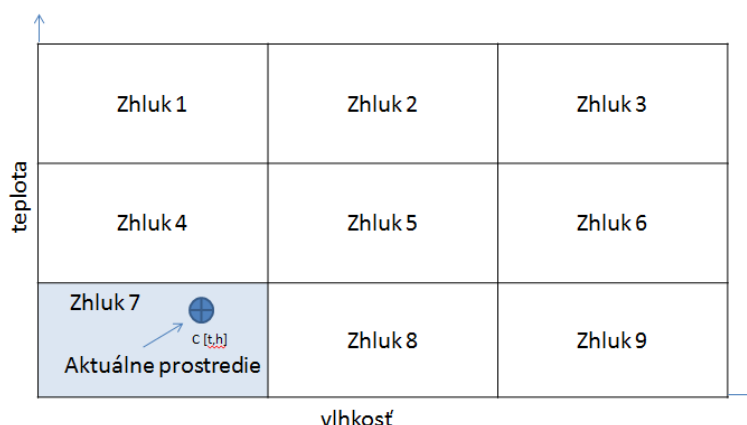 Zhluk 1
Zhluk 2
Zhluk 3
teplota
Zhluk 4
Zhluk 5
Zhluk 6
Zhluk 7
C [t,h]
Aktuálne prostredie
Zhluk 8
Zhluk 9
vlhkosť